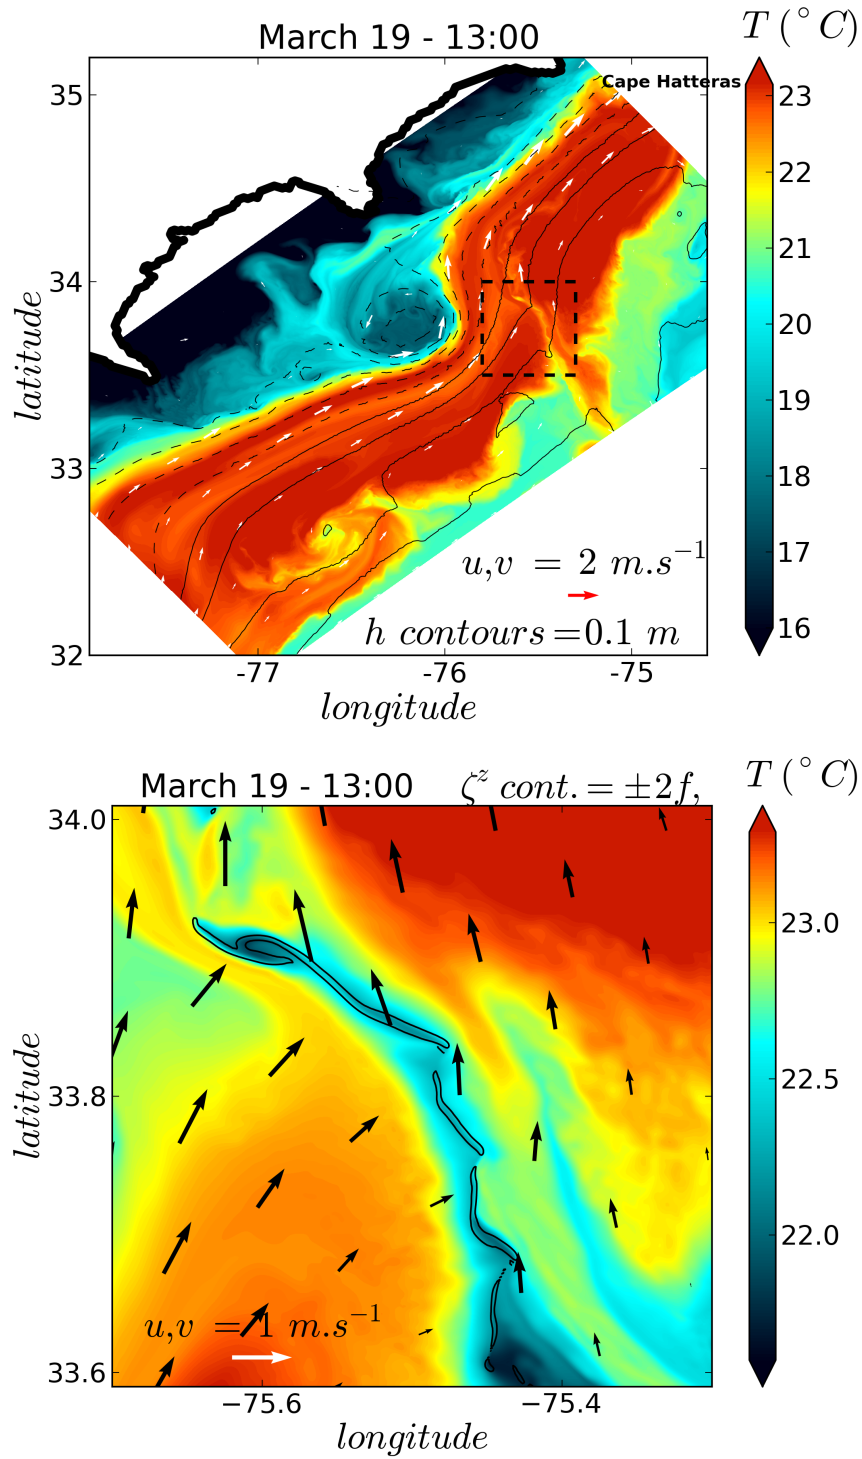 T (°C)
March 19 - 13:00
Cape Hatteras
35
34
33
32
latitude
-77
-76
-75
longitude
u,v = 2 m.s⁻¹
h contours=0.1 m
23
22
21
20
19
18
17
16
T (°C)
March 19 - 13:00
ζᶻ cont.= ±2f,
34.0
33.8
33.6
latitude
u,v = 1 m.s⁻¹
−75.6
−75.4
longitude
23.0
22.5
22.0